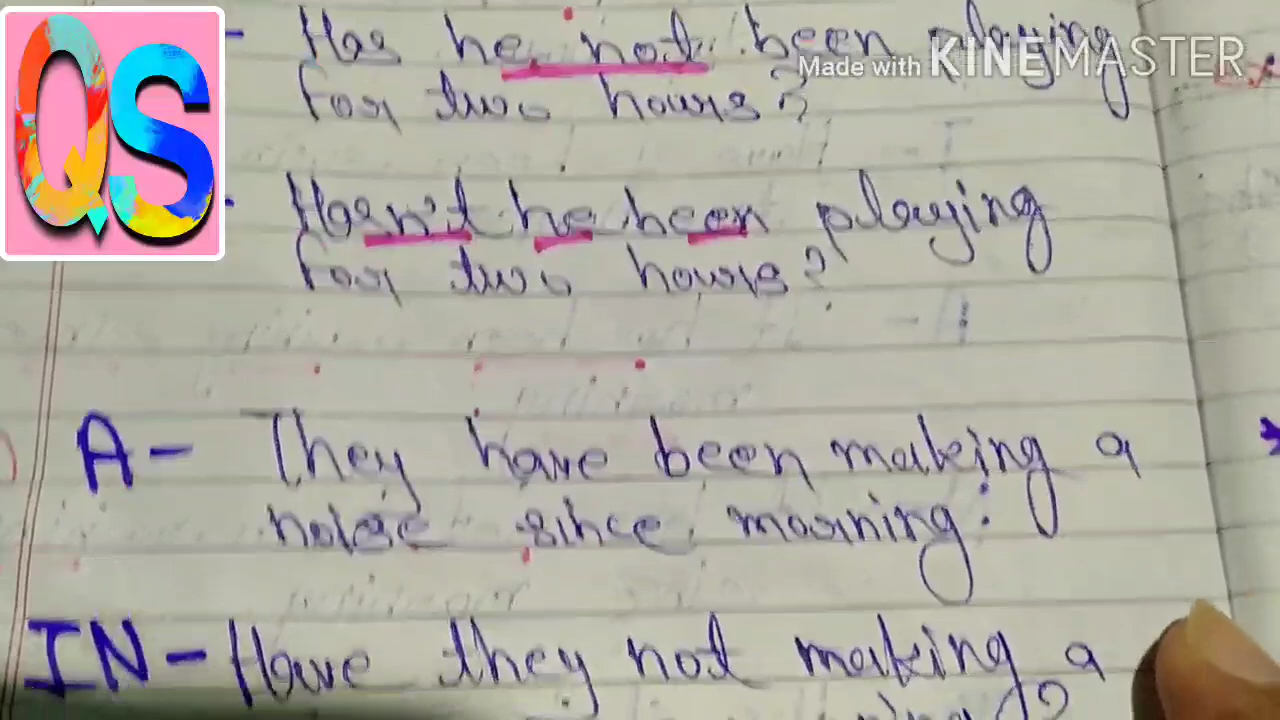 QS
Made with KINEMASTER
- Has he not been playing
for two hours?
- Hasn't he been playing
for two hours?
A- They have been making a
noise since morning.
IN- Have they not making a